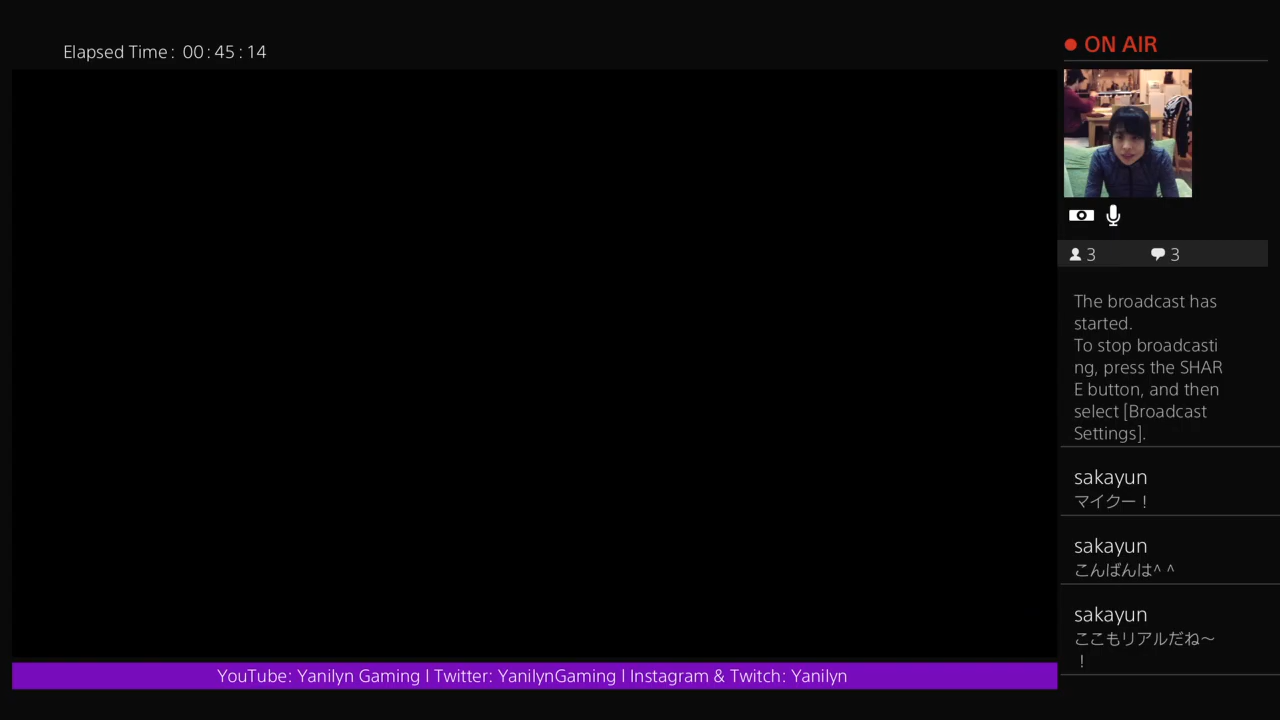 Elapsed Time: 00:45:14
ON AIR
3
3
The broadcast has
started.
To stop broadcasti
ng, press the SHAR
E button, and then
select [Broadcast
Settings].
sakayun
マイクー！
sakayun
こんばんは^ ^
sakayun
ここもリアルだね～
！
YouTube: Yanilyn Gaming l Twitter: YanilynGaming l Instagram & Twitch: Yanilyn